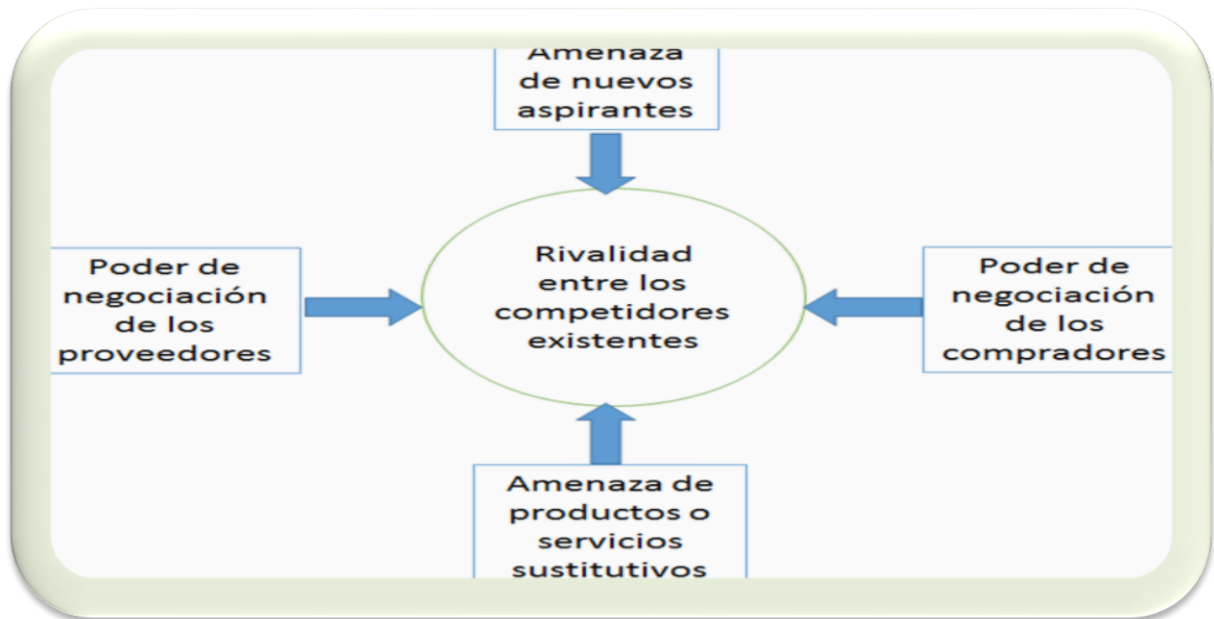 Amenaza
de nuevos
aspirantes
Poder de
negociación
de los
proveedores
Rivalidad
entre los
competidores
existentes
Poder de
negociación
de los
compradores
Amenaza de
productos o
servicios
sustitutivos